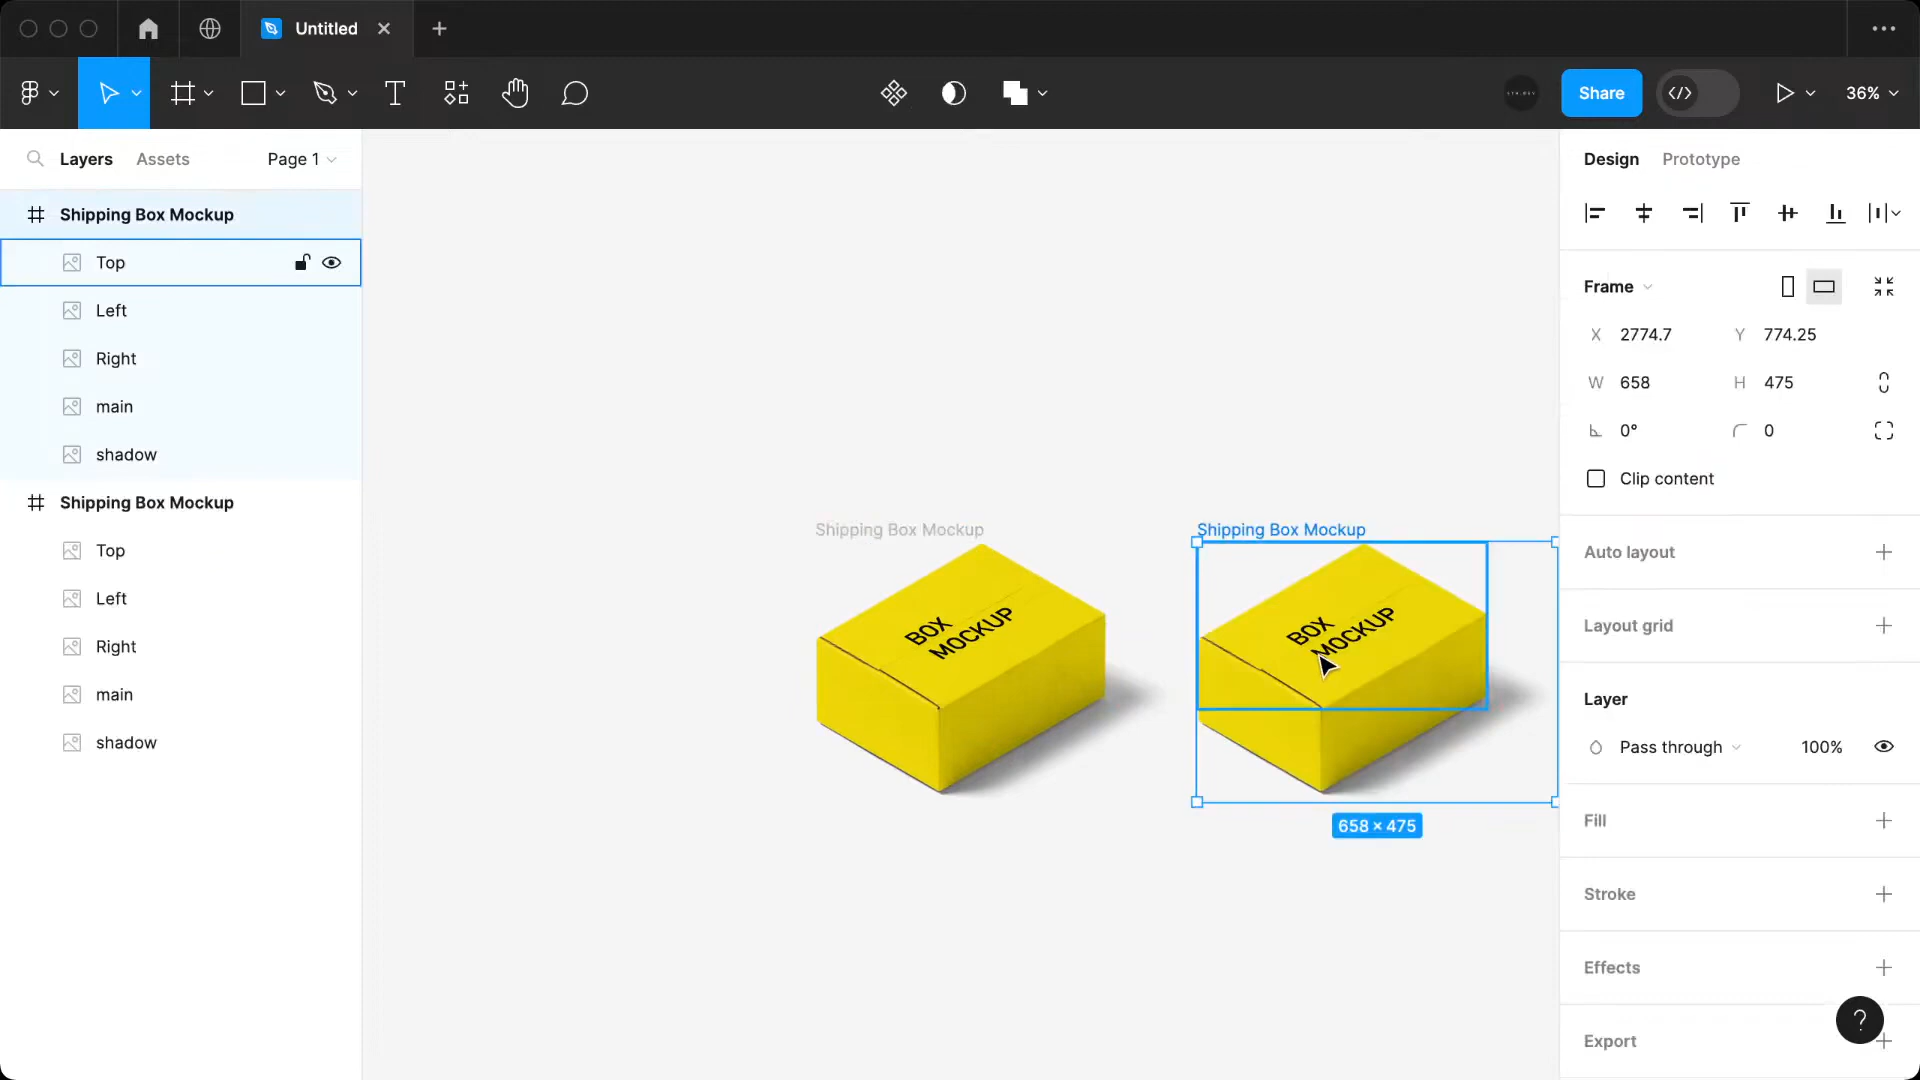 Untitled
Share
36%
Layers
Assets
Page 1
Shipping Box Mockup
Top
Left
Right
main
shadow
Shipping Box Mockup
Top
Left
Right
main
shadow
Shipping Box Mockup
BOX
MOCKUP
Shipping Box Mockup
BOX
MOCKUP
658 × 475
Design
Prototype
Frame
X 2774.7
Y 774.25
W 658
H 475
0°
0
Clip content
Auto layout
Layout grid
Layer
Pass through
100%
Fill
Stroke
Effects
Export
?